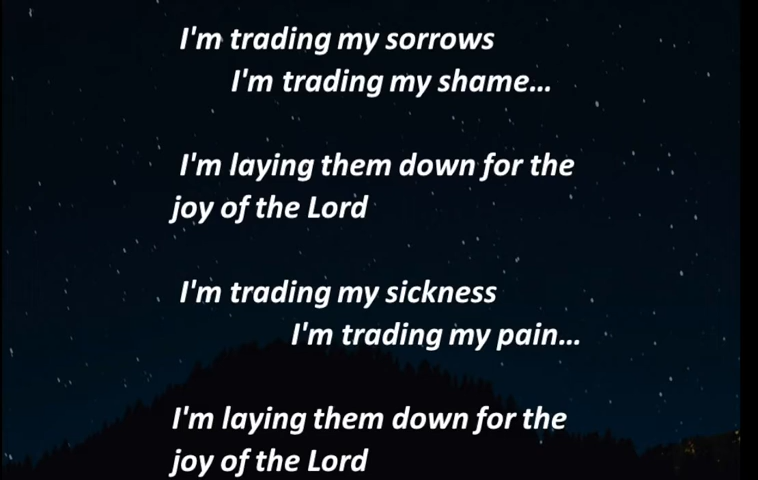 I'm trading my sorrows
I'm trading my shame...
I'm laying them down for the
joy of the Lord
I'm trading my sickness
I'm trading my pain...
I'm laying them down for the
joy of the Lord